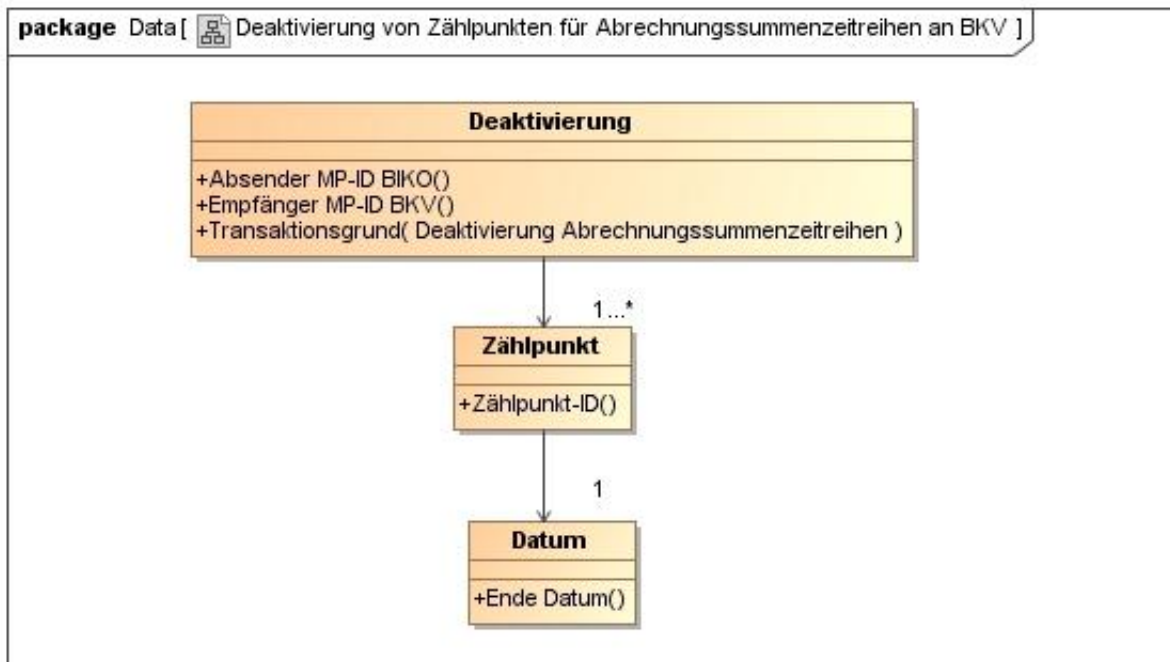 package Data [ Deaktivierung von Zählpunkten für Abrechnungssummenzeitreihen an BKV ]
Deaktivierung
+Absender MP-ID BIKO()
+Empfänger MP-ID BKV()
+Transaktionsgrund( Deaktivierung Abrechnungssummenzeitreihen )
1...*
Zählpunkt
+Zählpunkt-ID()
1
Datum
+Ende Datum()